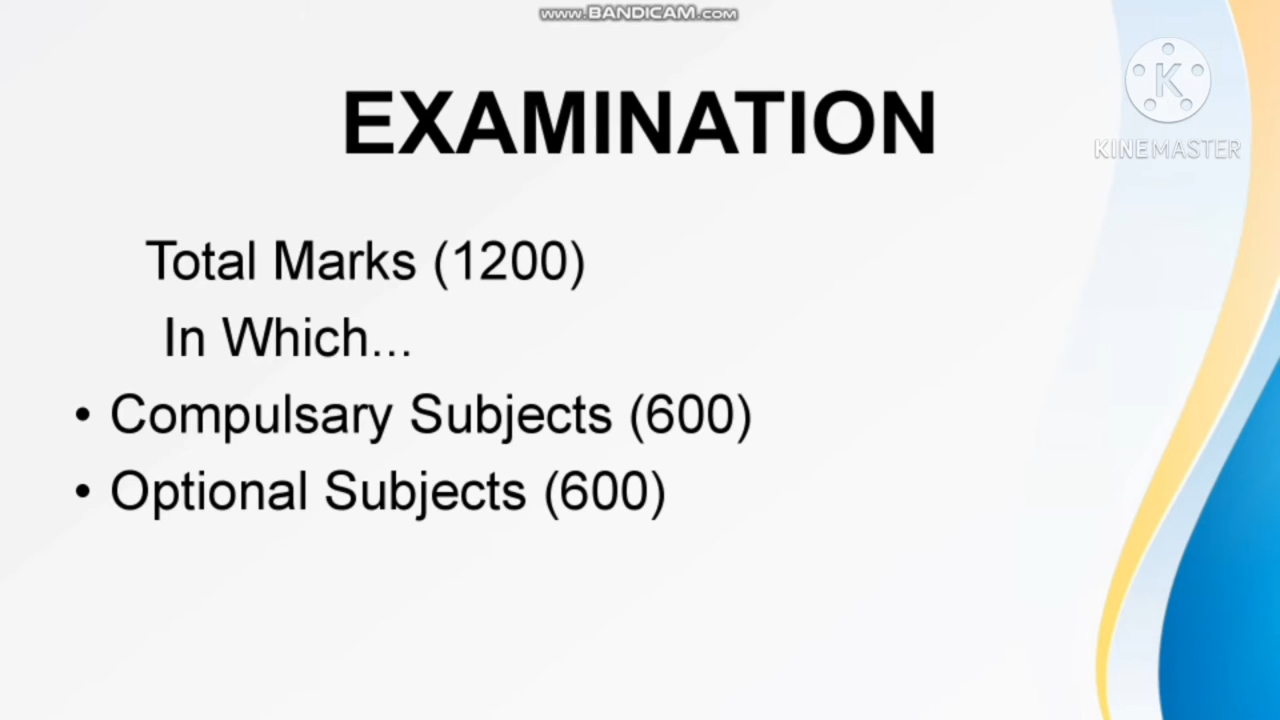 www.BANDICAM.com
EXAMINATION
K
KINEMASTER
Total Marks (1200)
In Which...
• Compulsary Subjects (600)
• Optional Subjects (600)